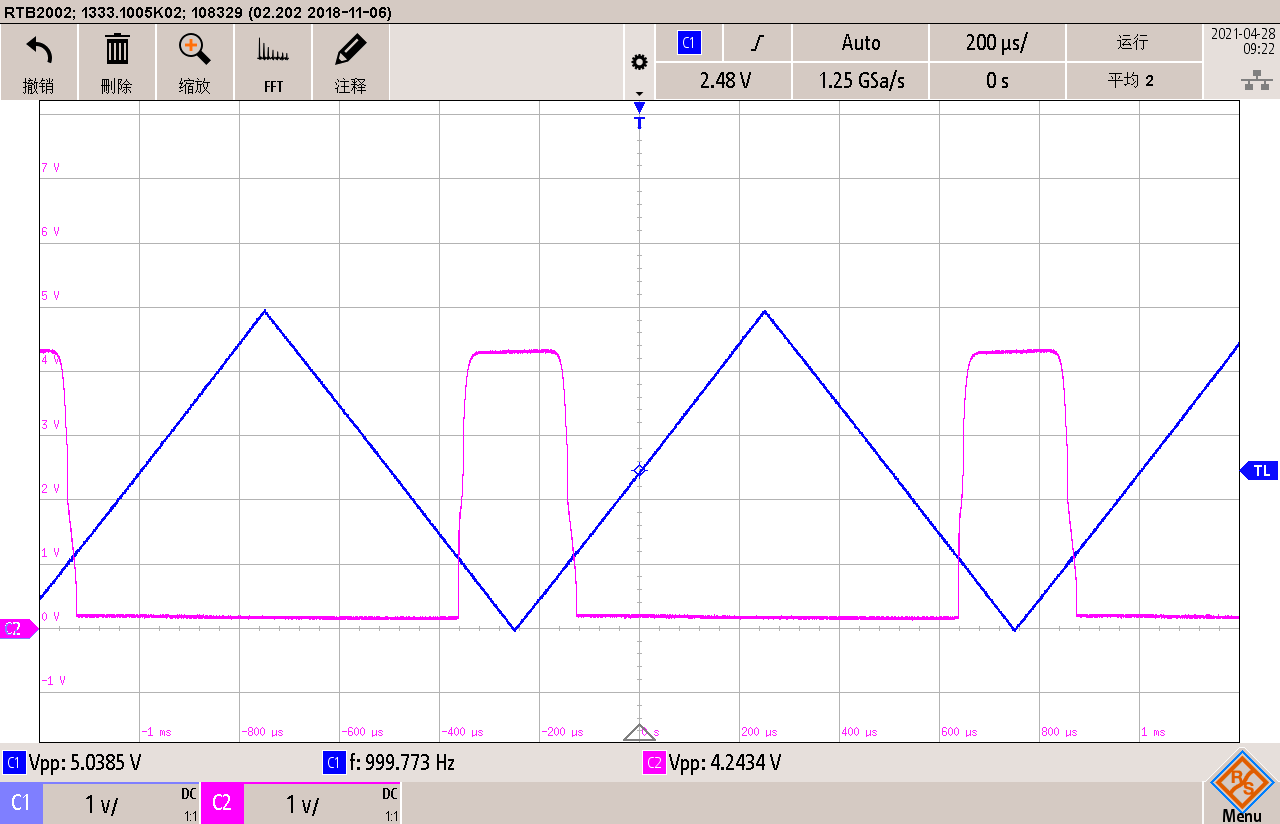 RTB2002; 1333.1005K02; 108329 (02.202 2018-11-06)
撤销
删除
缩放
FFT
注释
C1
Auto
200 µs/
运行
2.48 V
1.25 GSa/s
0 s
平均 2
2021-04-28
09:22
T
7 V
6 V
5 V
4 V
3 V
2 V
1 V
0 V
-1 V
C2
TL
-1 ms
-800 µs
-600 µs
-400 µs
-200 µs
0 s
200 µs
400 µs
600 µs
800 µs
1 ms
C1 Vpp: 5.0385 V
C1 f: 999.773 Hz
C2 Vpp: 4.2434 V
C1
1 V/
DC
1:1
C2
1 V/
DC
1:1
R S
Menu